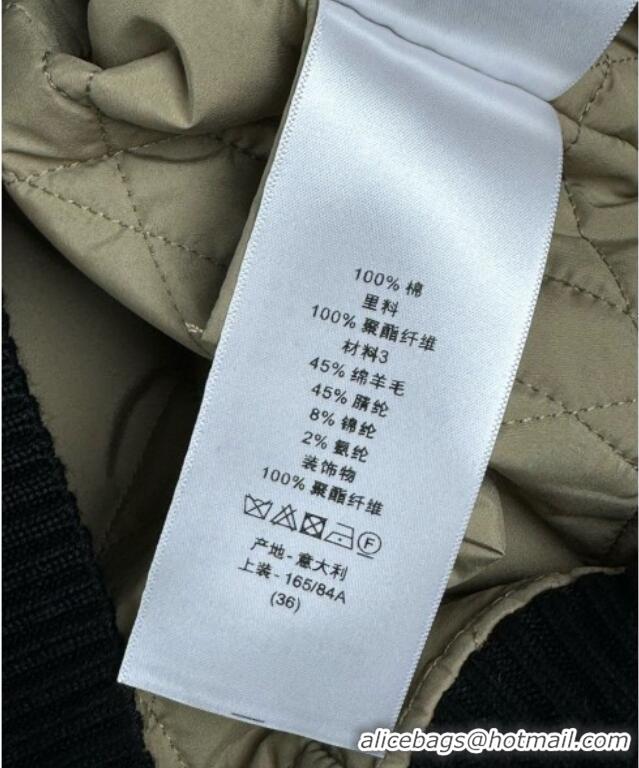 100% 棉
里料
100% 聚酯纤维
材料3
45% 绵羊毛
45% 腈纶
8% 锦纶
2% 氨纶
装饰物
100% 聚酯纤维
F
产地 - 意大利
上装 - 165/84A
(36)
alicebags@hotmail.com